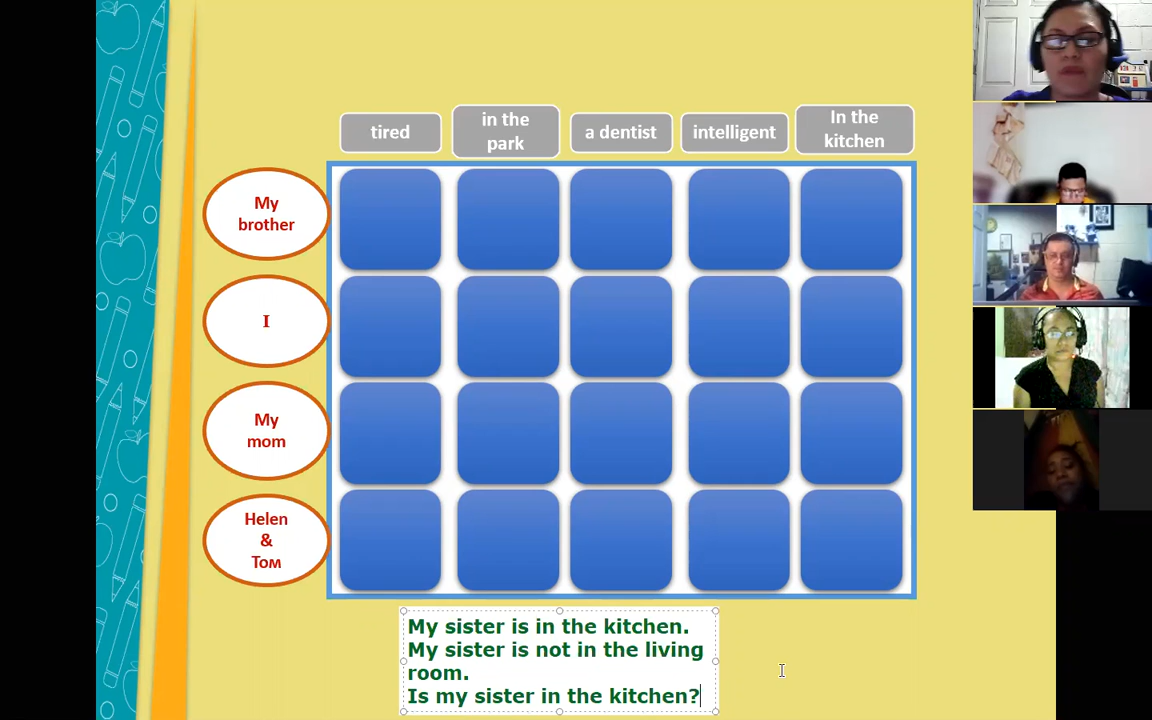 tired
in the
park
a dentist
intelligent
In the
kitchen
My
brother
I
My
mom
Helen
&
Tom
My sister is in the kitchen.
My sister is not in the living
room.
Is my sister in the kitchen?